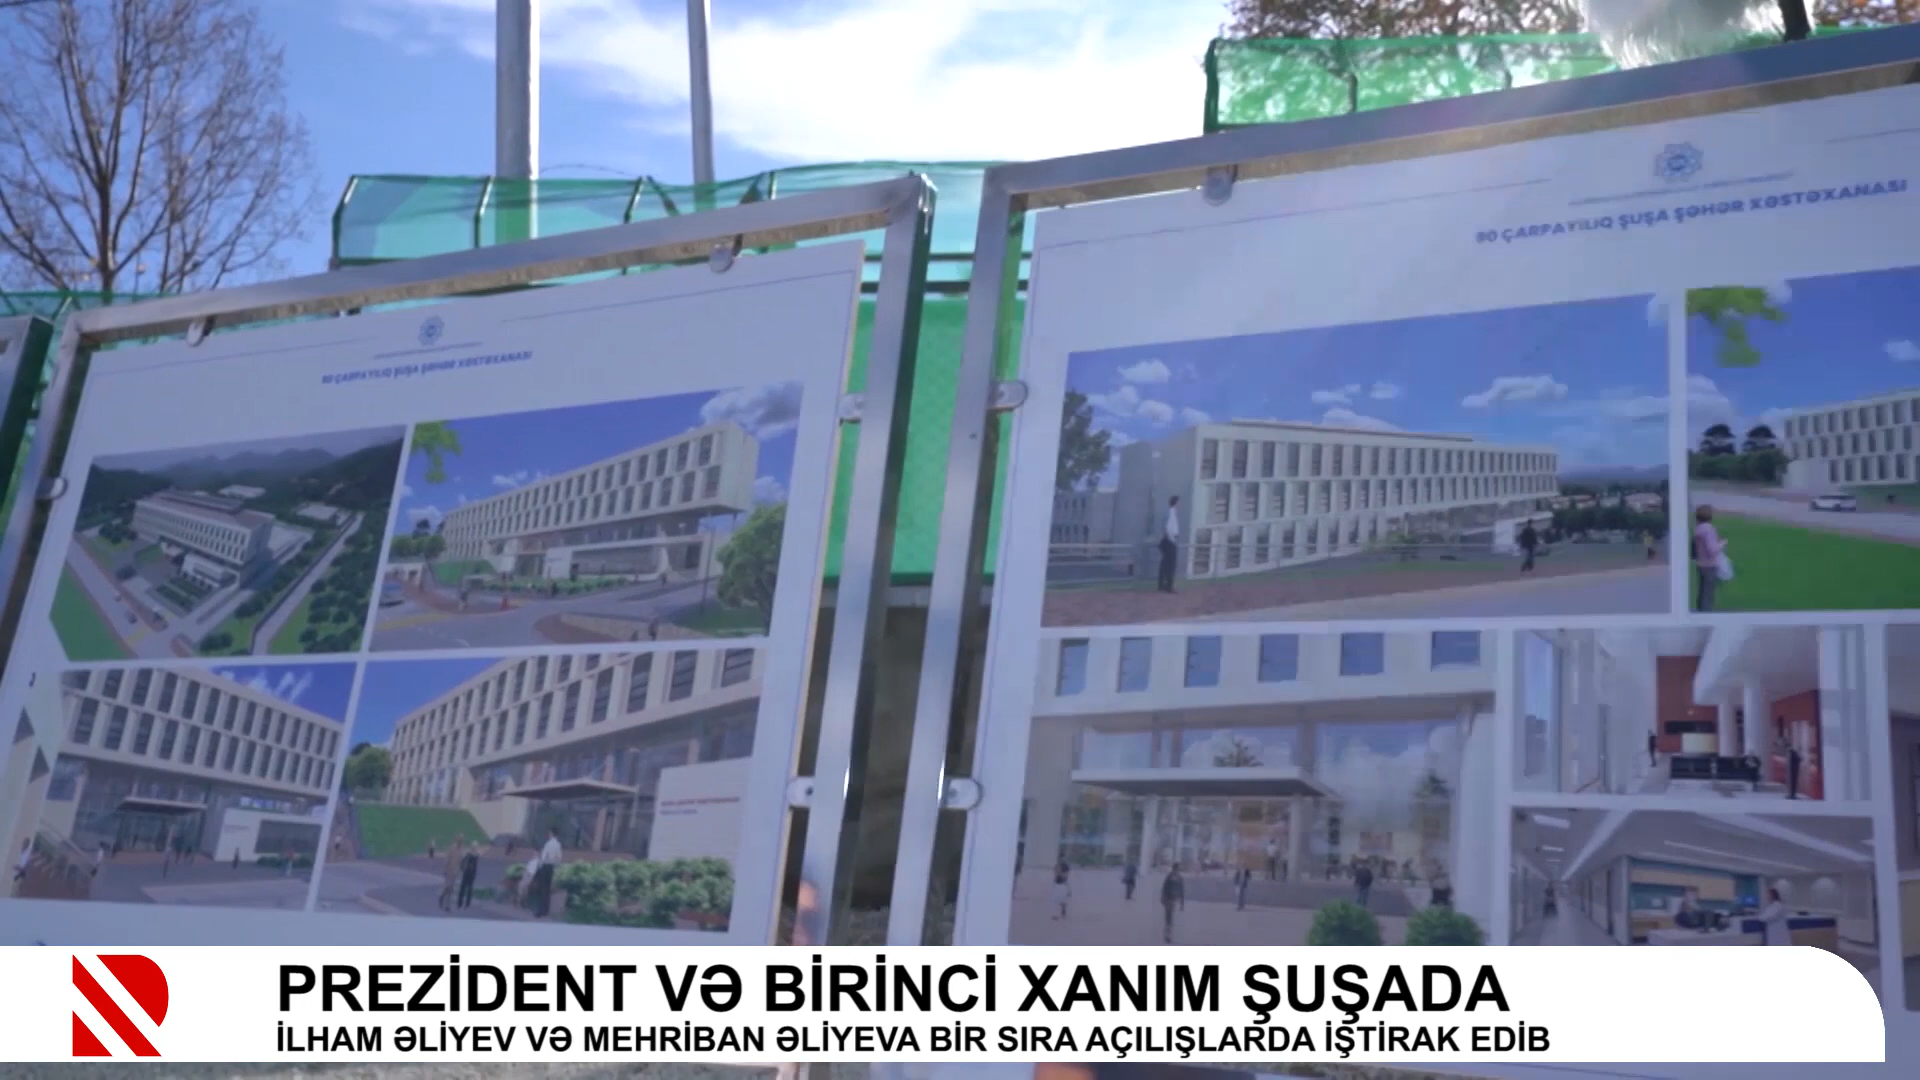 90 ÇARPAYILIQ ŞUŞA ŞƏHƏR XƏSTƏXANASI
90 ÇARPAYILIQ ŞUŞA ŞƏHƏR XƏSTƏXANASI
PREZİDENT VƏ BİRİNCİ XANIM ŞUŞADA
İLHAM ƏLİYEV VƏ MEHRİBAN ƏLİYEVA BİR SIRA AÇILIŞLARDA İŞTİRAK EDİB